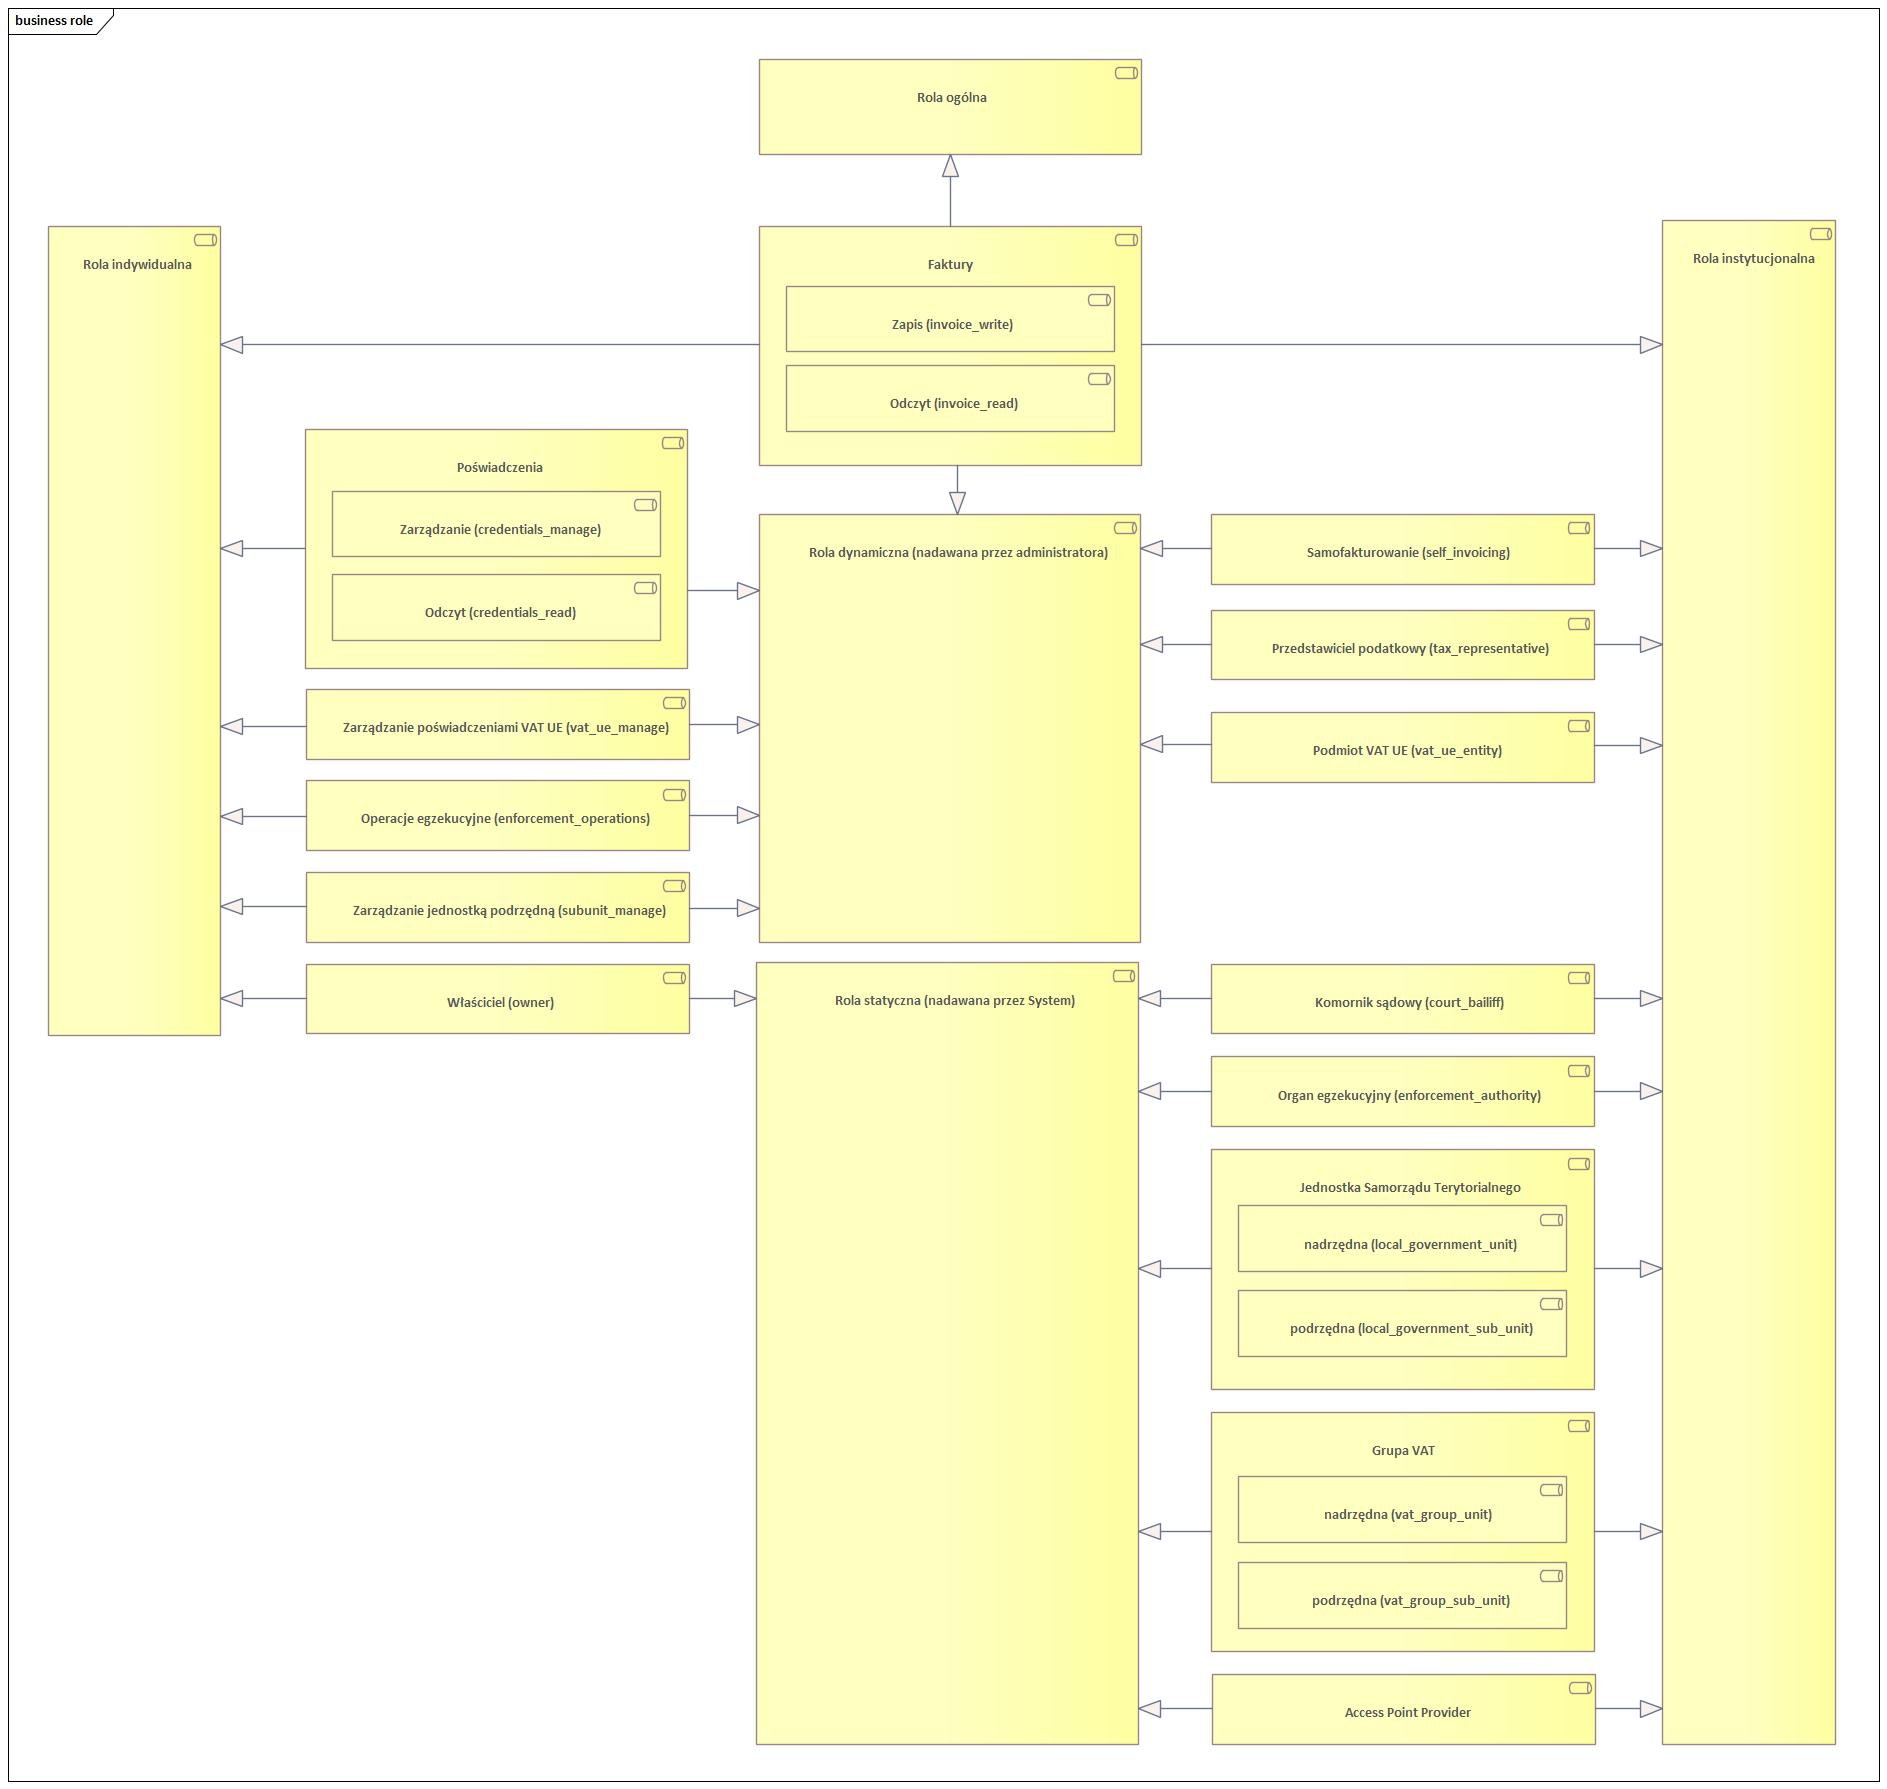 business role
Rola ogólna
Rola indywidualna
Faktury
Rola instytucjonalna
Zapis (invoice_write)
Odczyt (invoice_read)
Poświadczenia
Zarządzanie (credentials_manage)
Odczyt (credentials_read)
Rola dynamiczna (nadawana przez administratora)
Samofakturowanie (self_invoicing)
Przedstawiciel podatkowy (tax_representative)
Zarządzanie poświadczeniami VAT UE (vat_ue_manage)
Podmiot VAT UE (vat_ue_entity)
Operacje egzekucyjne (enforcement_operations)
Zarządzanie jednostką podrzędną (subunit_manage)
Właściciel (owner)
Rola statyczna (nadawana przez System)
Komornik sądowy (court_bailiff)
Organ egzekucyjny (enforcement_authority)
Jednostka Samorządu Terytorialnego
nadrzędna (local_government_unit)
podrzędna (local_government_sub_unit)
Grupa VAT
nadrzędna (vat_group_unit)
podrzędna (vat_group_sub_unit)
Access Point Provider